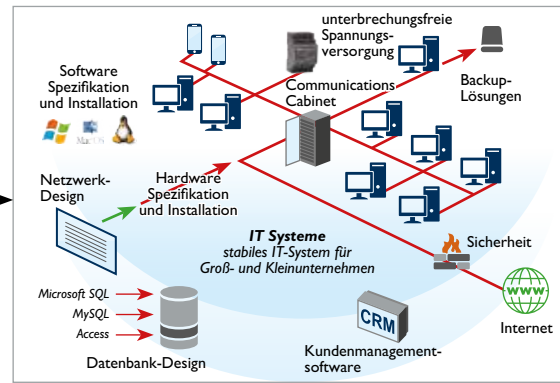 unterbrechungsfreie
Spannungs-
versorgung
Software
Spezifikation
und Installation
Communications
Cabinet
Backup-
Lösungen
MacOS
Netzwerk-
Design
Hardware
Spezifikation
und Installation
IT Systeme
stabiles IT-System für
Groß- und Kleinunternehmen
Sicherheit
www
Internet
Microsoft SQL
MySQL
Access
Datenbank-Design
CRM
Kundenmanagement-
software